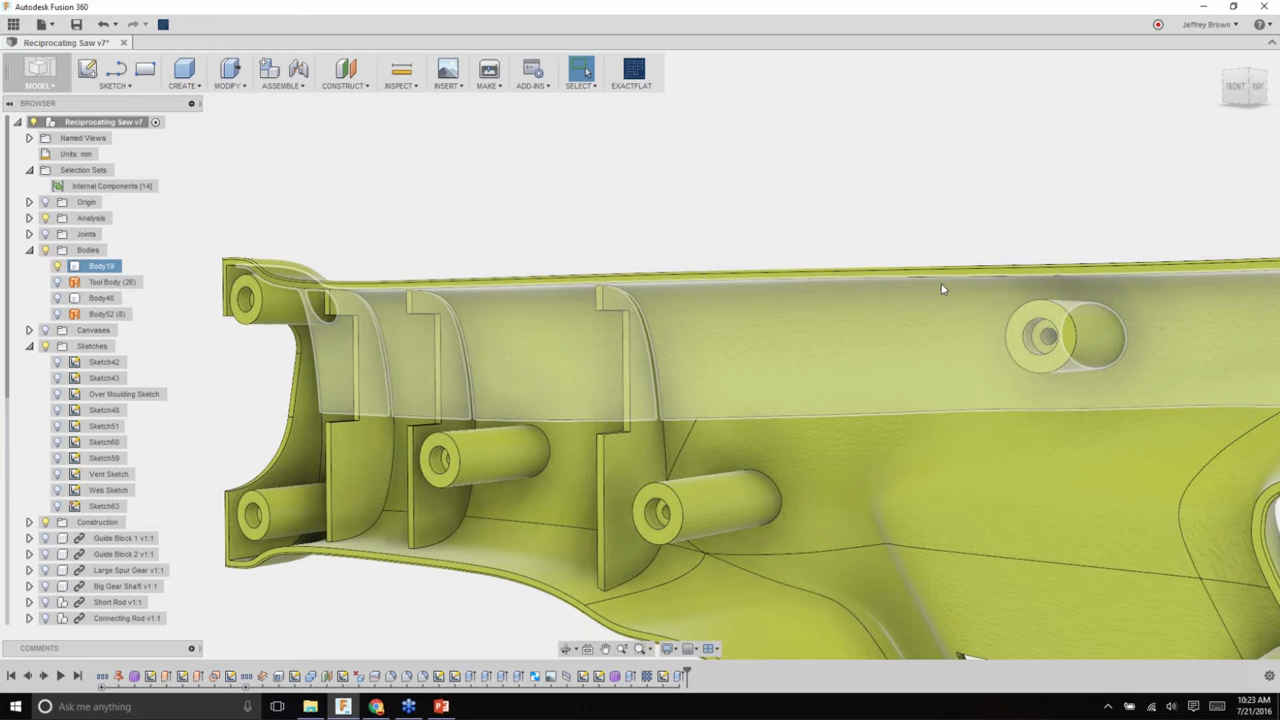 Autodesk Fusion 360
Jeffrey Brown
Reciprocating Saw v7*
MODEL
SKETCH
CREATE
MODIFY
ASSEMBLE
CONSTRUCT
INSPECT
INSERT
MAKE
ADD-INS
SELECT
EXACTFLAT
FRONT
BROWSER
Reciprocating Saw v7
Named Views
Units: mm
Selection Sets
Internal Components [14]
Origin
Analysis
Joints
Bodies
Body19
Tool Body (26)
Body40
Body52 (8)
Canvases
Sketches
Sketch42
Sketch43
Over Moulding Sketch
Sketch48
Sketch51
Sketch60
Sketch59
Vent Sketch
Web Sketch
Sketch63
Construction
Guide Block 1 v1:1
Guide Block 2 v1:1
Large Spur Gear v1:1
Big Gear Shaft v1:1
Short Rod v1:1
Connecting Rod v1:1
COMMENTS
Ask me anything
10:23 AM
7/21/2016